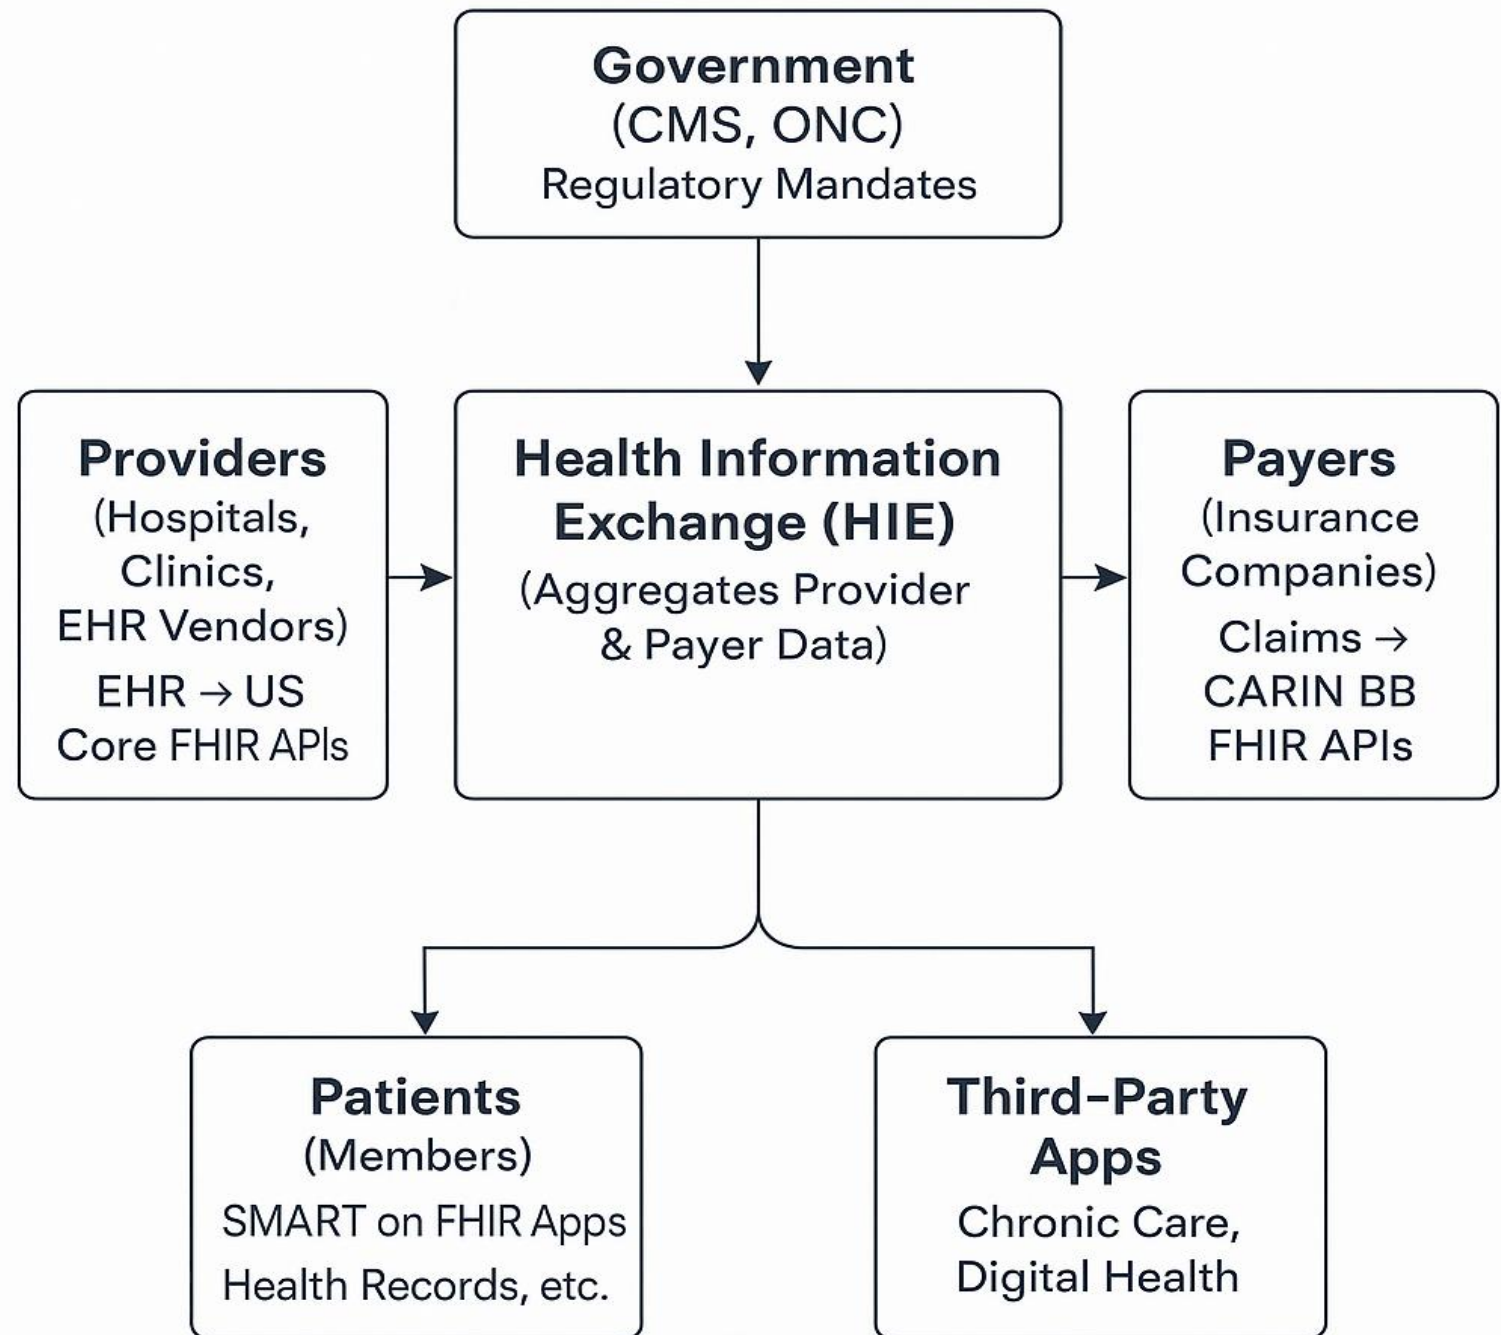 Government
(CMS, ONC)
Regulatory Mandates
Providers
(Hospitals,
Clinics,
EHR Vendors)
EHR → US
Core FHIR APIs
Health Information
Exchange (HIE)
(Aggregates Provider
& Payer Data)
Payers
(Insurance
Companies)
Claims →
CARIN BB
FHIR APIs
Patients
(Members)
SMART on FHIR Apps
Health Records, etc.
Third-Party
Apps
Chronic Care,
Digital Health